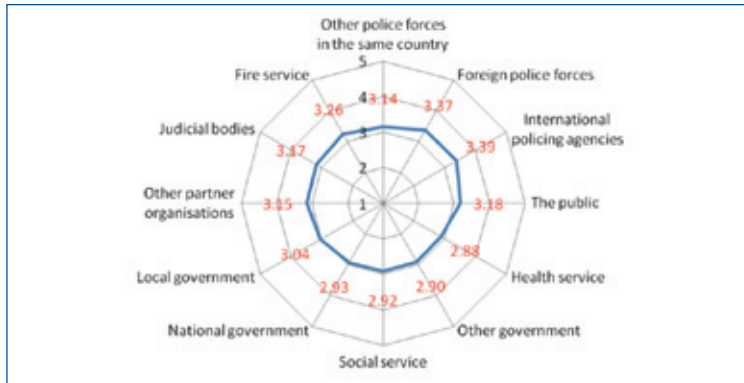 Other police forces
in the same country
5
Fire service
Foreign police forces
4
3.26
3.14
3.37
Judicial bodies
3
International
policing agencies
3.17
3.39
2
Other partner
organisations
3.15
1
3.18
The public
3.04
2.88
Local government
Health service
2.93
2.92
2.90
National government
Other government
Social service